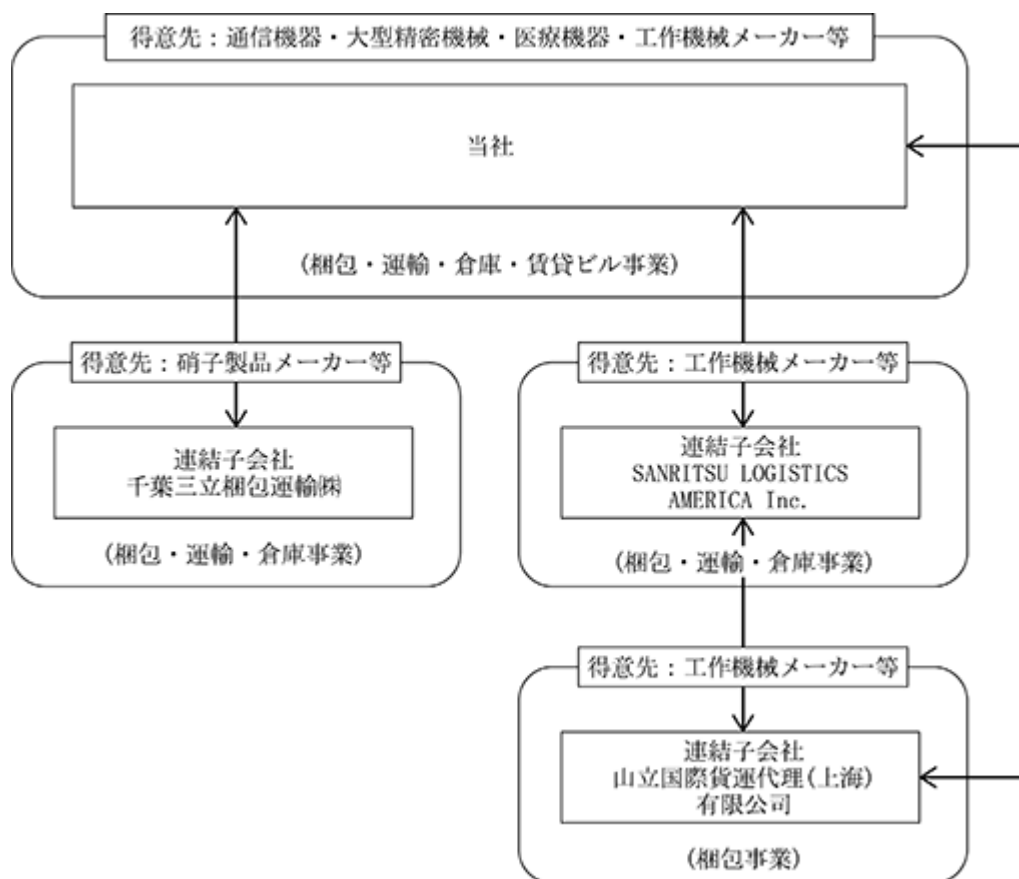 得意先：通信機器・大型精密機械・医療機器・工作機械メーカー等
当社
(梱包・運輸・倉庫・賃貸ビル事業)
得意先：硝子製品メーカー等
連結子会社
千葉三立梱包運輸㈱
(梱包・運輸・倉庫事業)
得意先：工作機械メーカー等
連結子会社
SANRITSU LOGISTICS
AMERICA Inc.
(梱包・運輸・倉庫事業)
得意先：工作機械メーカー等
連結子会社
山立国際貨運代理(上海)
有限公司
(梱包事業)